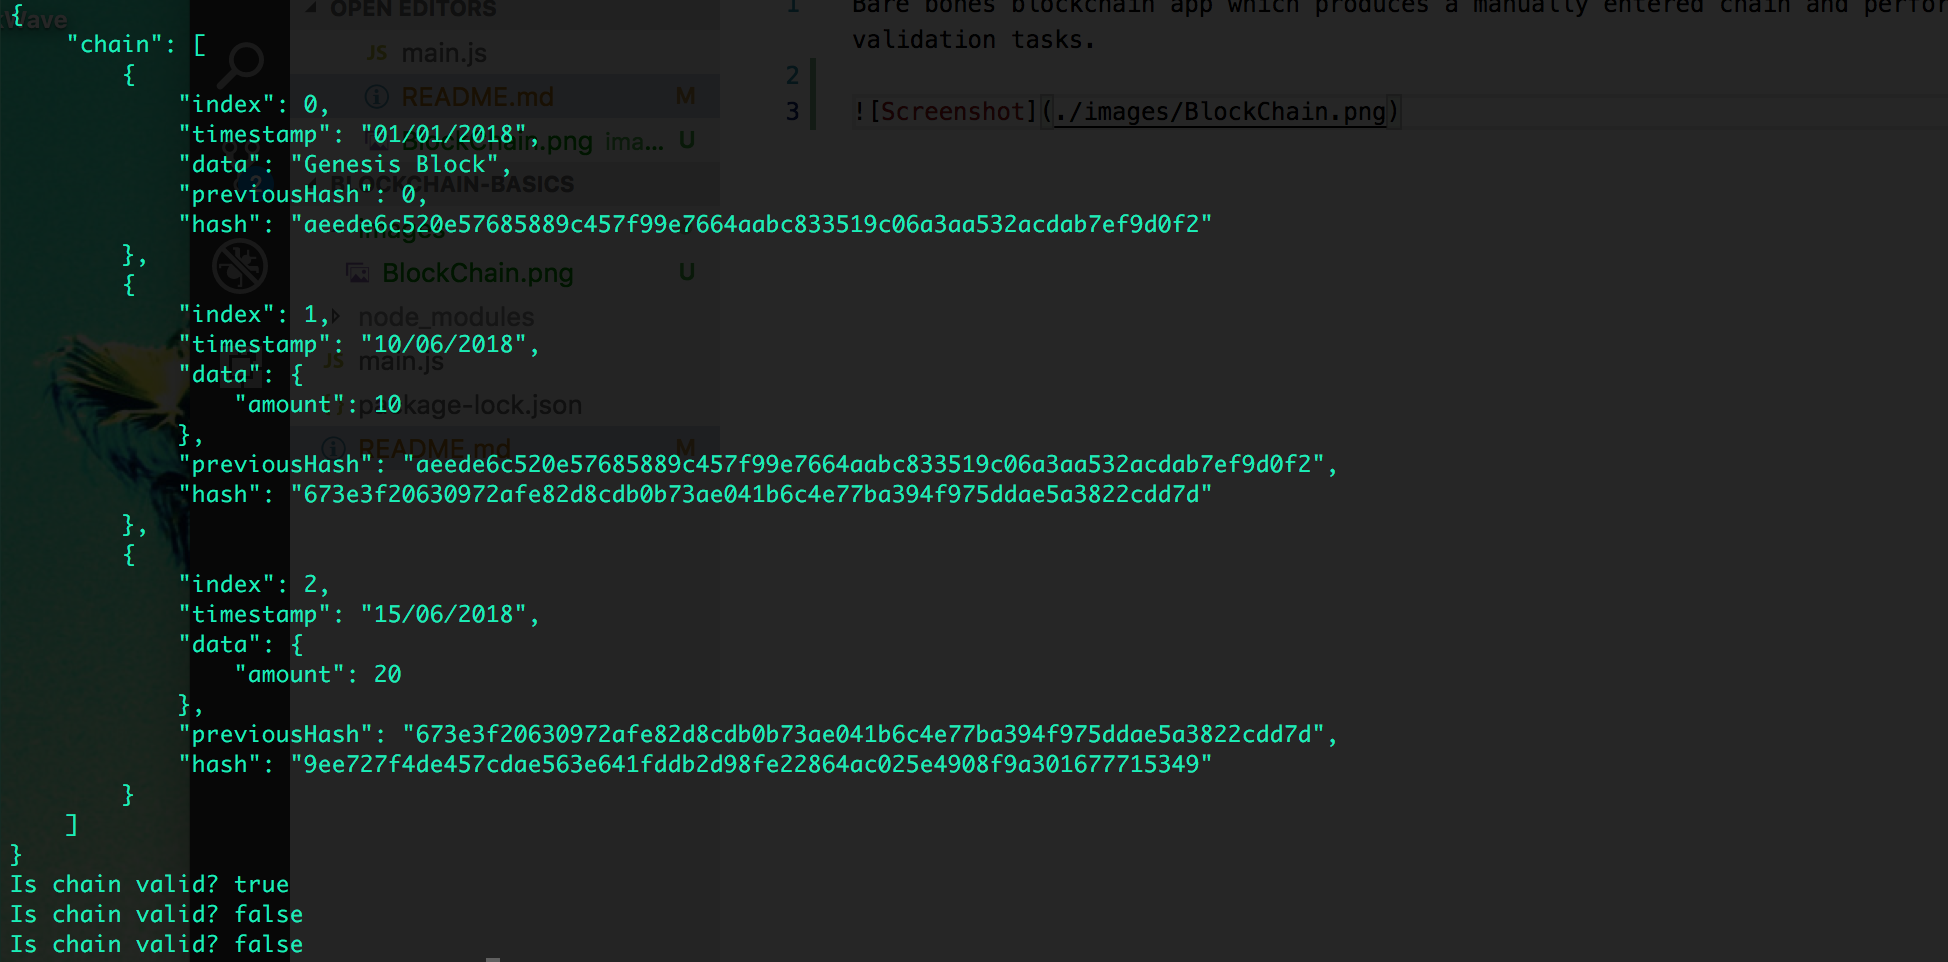 {
    "chain": [
        {
            "index": 0,
            "timestamp": "01/01/2018",
            "data": "Genesis Block",
            "previousHash": 0,
            "hash": "aeede6c520e57685889c457f99e7664aabc833519c06a3aa532acdab7ef9d0f2"
        },
        {
            "index": 1,
            "timestamp": "10/06/2018",
            "data": {
                "amount": 10
            },
            "previousHash": "aeede6c520e57685889c457f99e7664aabc833519c06a3aa532acdab7ef9d0f2",
            "hash": "673e3f20630972afe82d8cdb0b73ae041b6c4e77ba394f975ddae5a3822cdd7d"
        },
        {
            "index": 2,
            "timestamp": "15/06/2018",
            "data": {
                "amount": 20
            },
            "previousHash": "673e3f20630972afe82d8cdb0b73ae041b6c4e77ba394f975ddae5a3822cdd7d",
            "hash": "9ee727f4de457cdae563e641fddb2d98fe22864ac025e4908f9a301677715349"
        }
    ]
}
Is chain valid? true
Is chain valid? false
Is chain valid? false
OPEN EDITORS
JS main.js
README.md M
BlockChain.png ima... U
BLOCKCHAIN-BASICS
images
BlockChain.png U
node_modules
JS main.js
package-lock.json
README.md M
1 Bare bones blockchain app which produces a manually entered chain and perfor
validation tasks.
2
3 ![Screenshot](./images/BlockChain.png)